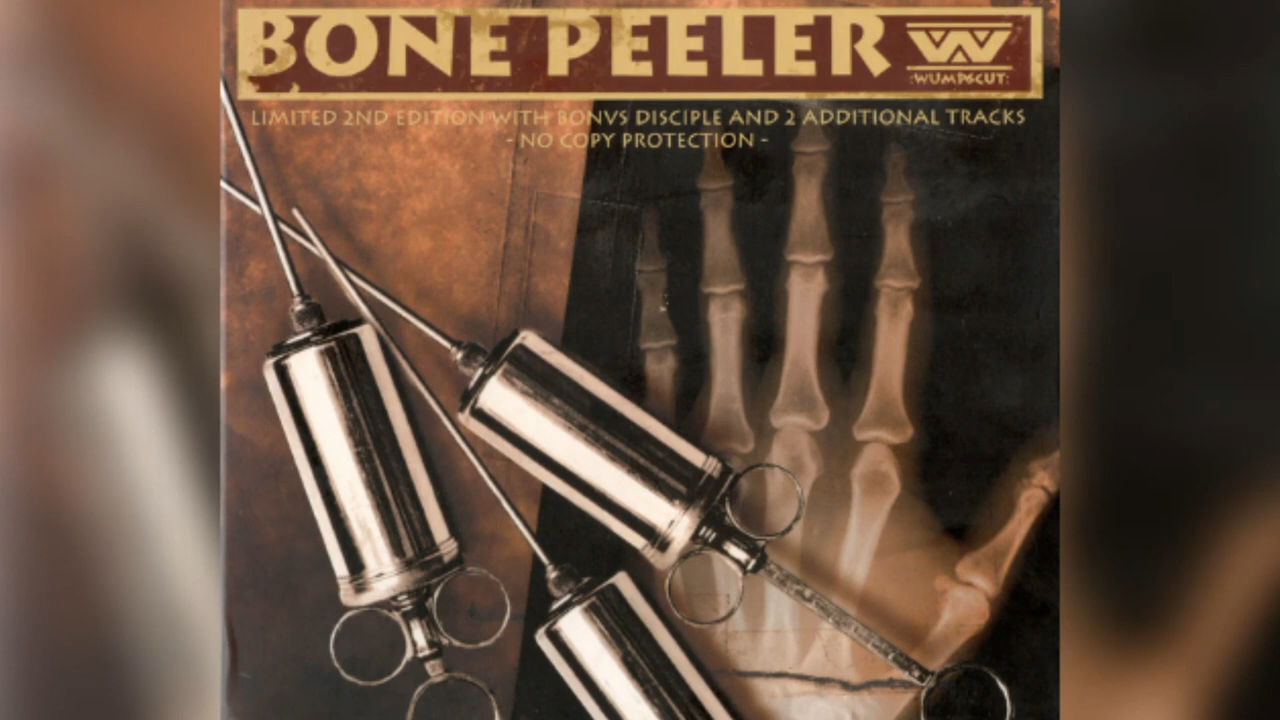 BONE PEELER
:WUMPSCUT:
LIMITED 2ND EDITION WITH BONVS DISCIPLE AND 2 ADDITIONAL TRACKS
- NO COPY PROTECTION -